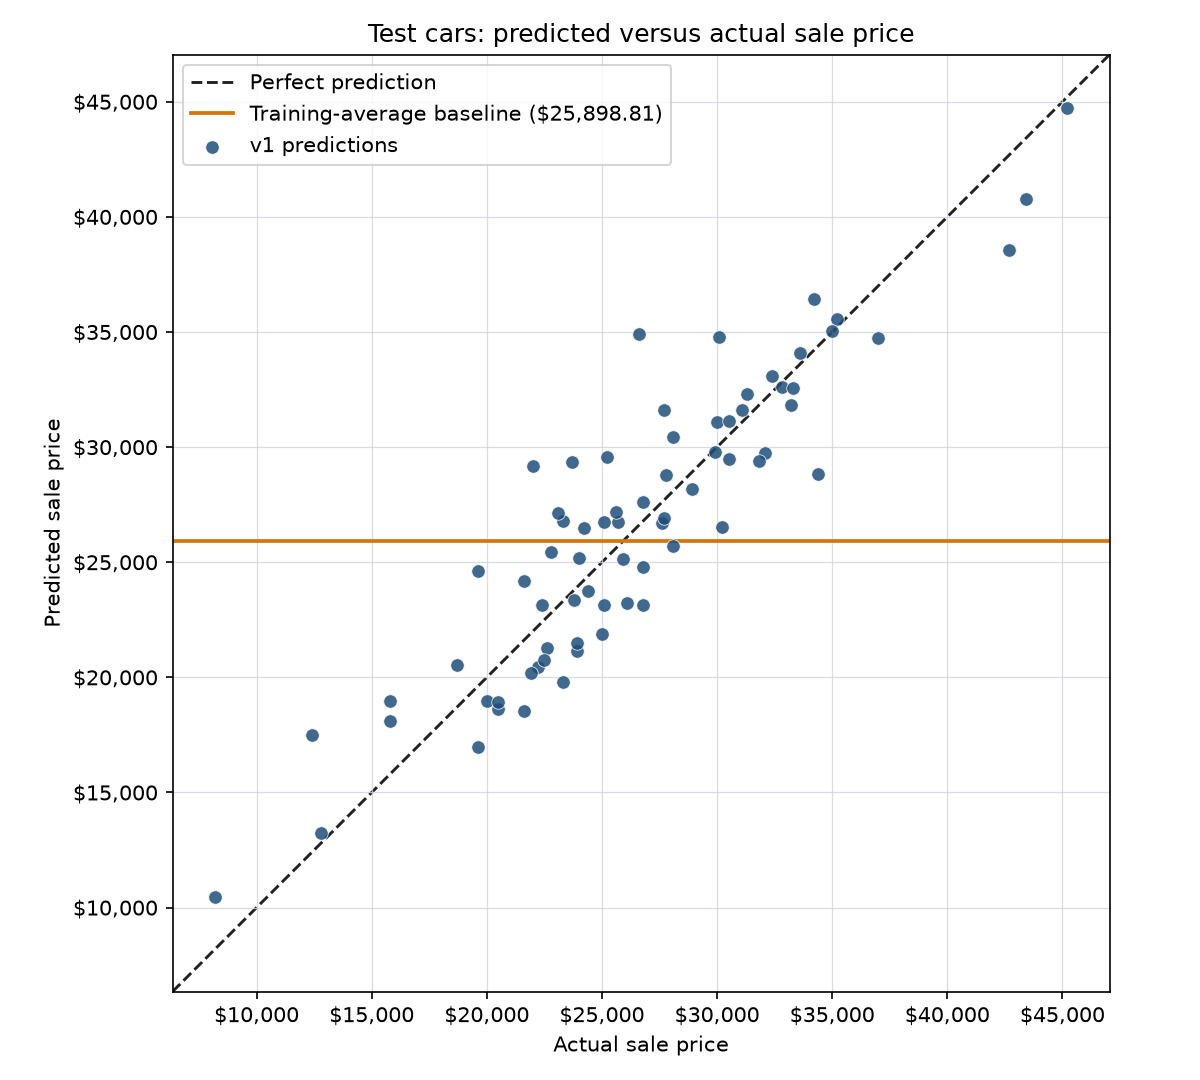 Test cars: predicted versus actual sale price
Perfect prediction
Training-average baseline ($25,898.81)
v1 predictions
$45,000
$40,000
$35,000
$30,000
$25,000
$20,000
$15,000
$10,000
Predicted sale price
$10,000
$15,000
$20,000
$25,000
$30,000
$35,000
$40,000
$45,000
Actual sale price